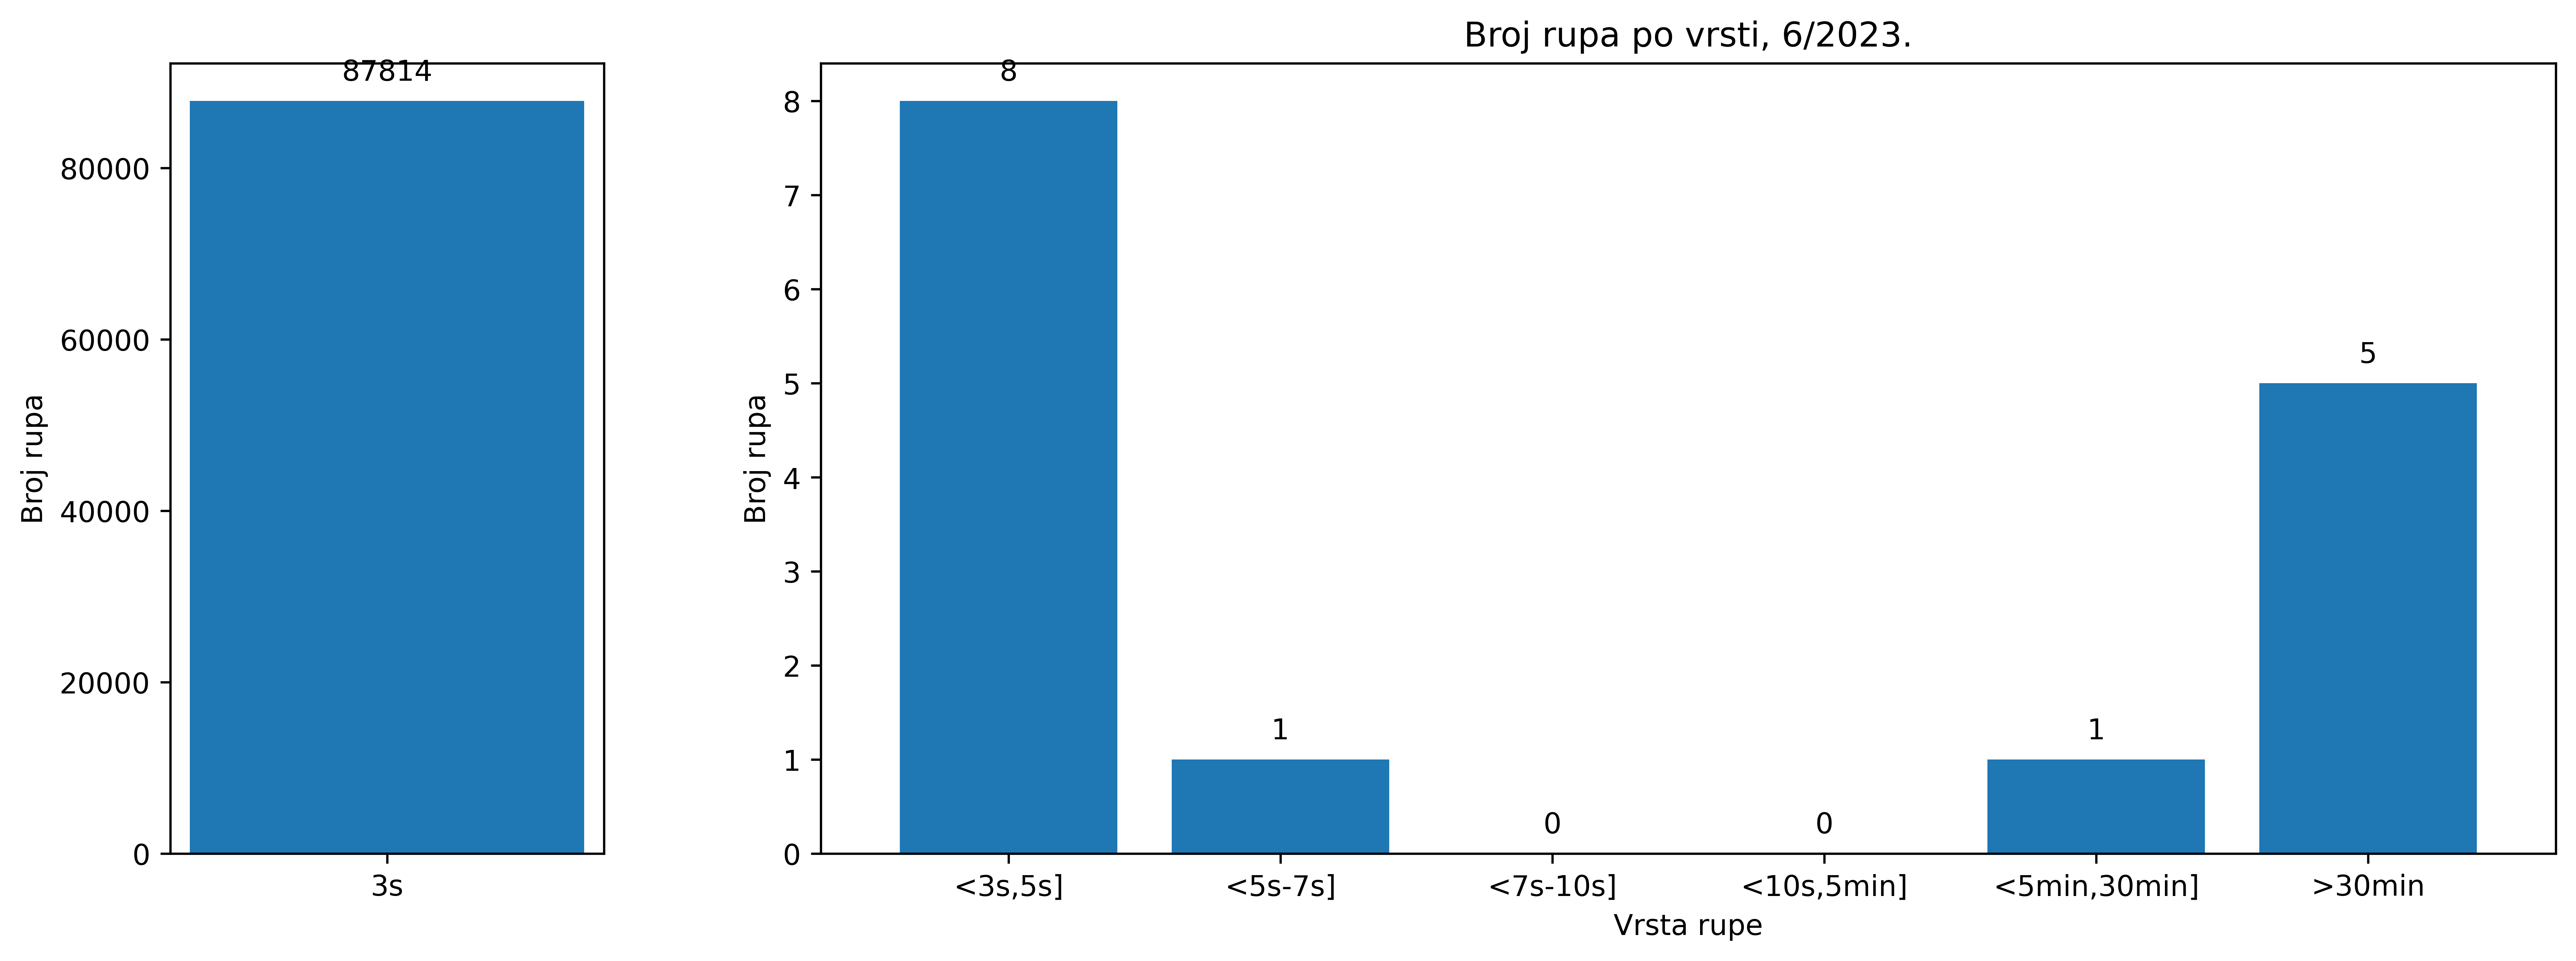 Broj rupa po vrsti, 6/2023.
87814
80000
60000
40000
20000
0
Broj rupa
3s
8
7
6
5
4
3
2
1
0
Broj rupa
8
1
0
0
1
5
<3s,5s]
<5s-7s]
<7s-10s]
<10s,5min]
<5min,30min]
>30min
Vrsta rupe